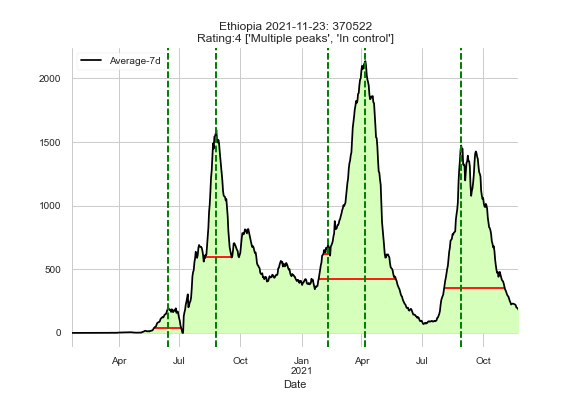 Ethiopia 2021-11-23: 370522
Rating:4 ['Multiple peaks', 'In control']
Average-7d
2000
1500
1000
500
0
Apr Jul Oct Jan Apr Jul Oct
2021
Date